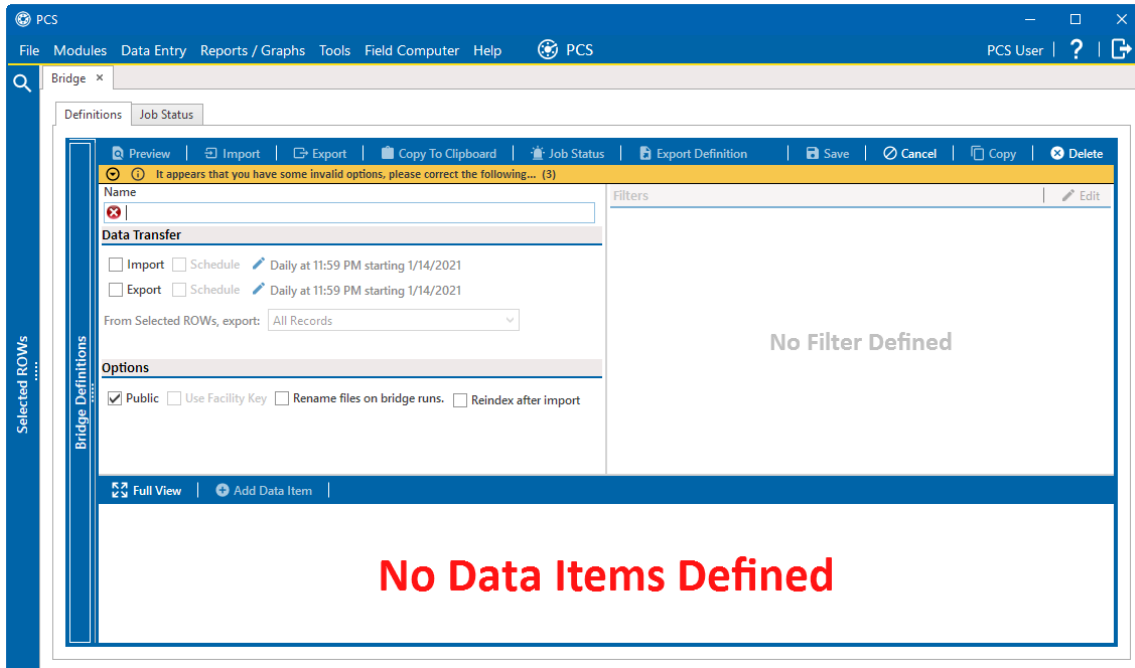 PCS
File Modules Data Entry Reports / Graphs Tools Field Computer Help PCS PCS User | ? |
Bridge ×
Definitions Job Status
Preview | Import | Export | Copy To Clipboard | Job Status | Export Definition | Save | Cancel | Copy | Delete
It appears that you have some invalid options, please correct the following... (3)
Name
Filters | Edit
Data Transfer
Import Schedule Daily at 11:59 PM starting 1/14/2021
Export Schedule Daily at 11:59 PM starting 1/14/2021
From Selected ROWs, export: All Records
No Filter Defined
Selected ROWs
Bridge Definitions
Options
Public Use Facility Key Rename files on bridge runs. Reindex after import
Full View | Add Data Item |
No Data Items Defined